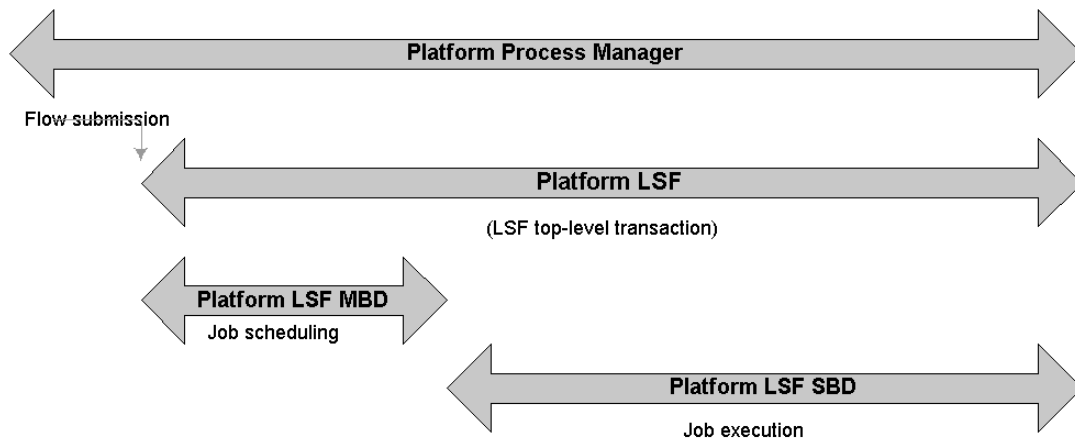 Platform Process Manager
Flow submission
Platform LSF
(LSF top-level transaction)
Platform LSF MBD
Job scheduling
Platform LSF SBD
Job execution